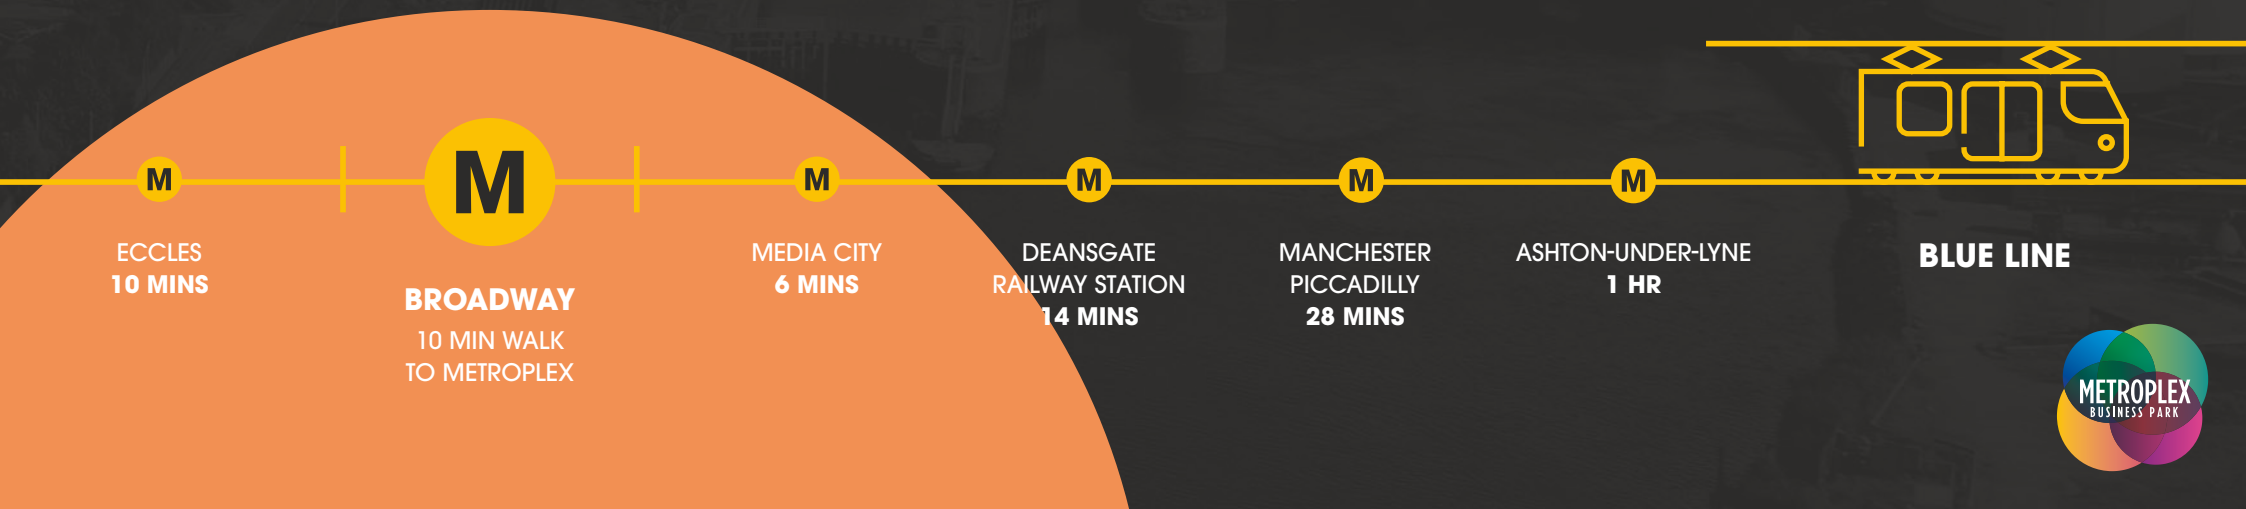 M
ECCLES
10 MINS
M
BROADWAY
10 MIN WALK
TO METROPLEX
M
MEDIA CITY
6 MINS
M
DEANSGATE
RAILWAY STATION
14 MINS
M
MANCHESTER
PICCADILLY
28 MINS
M
ASHTON-UNDER-LYNE
1 HR
BLUE LINE
METROPLEX
BUSINESS PARK